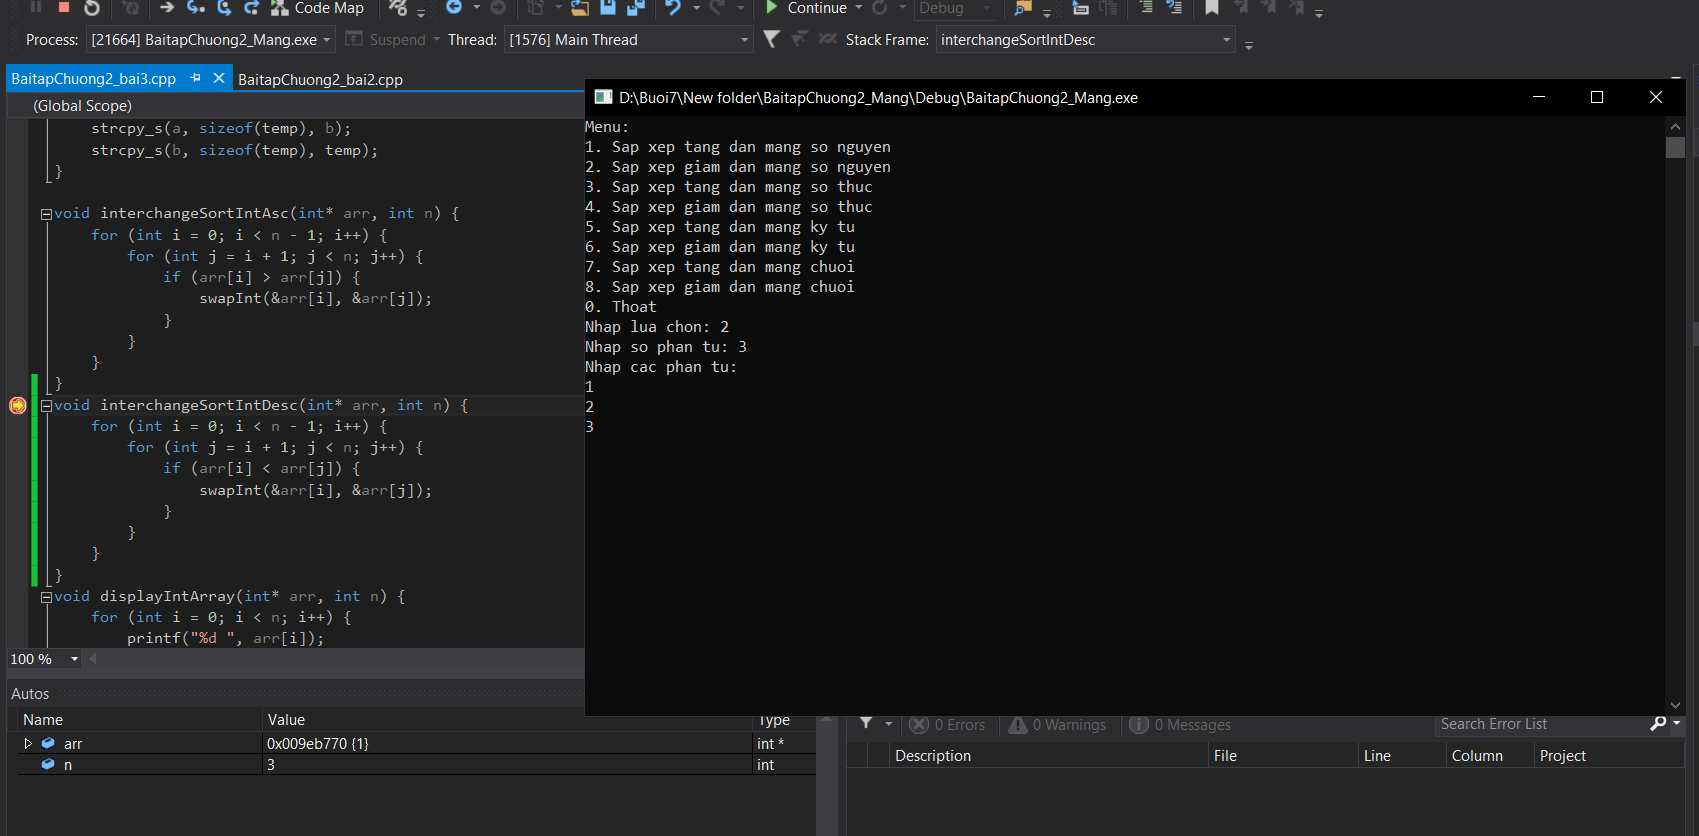 Code Map
Continue
Debug
Process: [21664] BaitapChuong2_Mang.exe Suspend Thread: [1576] Main Thread Stack Frame: interchangeSortIntDesc
BaitapChuong2_bai3.cpp BaitapChuong2_bai2.cpp
(Global Scope)
strcpy_s(a, sizeof(temp), b);
strcpy_s(b, sizeof(temp), temp);
}
void interchangeSortIntAsc(int* arr, int n) {
for (int i = 0; i < n - 1; i++) {
for (int j = i + 1; j < n; j++) {
if (arr[i] > arr[j]) {
swapInt(&arr[i], &arr[j]);
}
}
}
}
void interchangeSortIntDesc(int* arr, int n) {
for (int i = 0; i < n - 1; i++) {
for (int j = i + 1; j < n; j++) {
if (arr[i] < arr[j]) {
swapInt(&arr[i], &arr[j]);
}
}
}
}
void displayIntArray(int* arr, int n) {
for (int i = 0; i < n; i++) {
printf("%d ", arr[i]);
100 %
D:\Buoi7\New folder\BaitapChuong2_Mang\Debug\BaitapChuong2_Mang.exe
Menu:
1. Sap xep tang dan mang so nguyen
2. Sap xep giam dan mang so nguyen
3. Sap xep tang dan mang so thuc
4. Sap xep giam dan mang so thuc
5. Sap xep tang dan mang ky tu
6. Sap xep giam dan mang ky tu
7. Sap xep tang dan mang chuoi
8. Sap xep giam dan mang chuoi
0. Thoat
Nhap lua chon: 2
Nhap so phan tu: 3
Nhap cac phan tu:
1
2
3
Autos
Name Value Type
arr 0x009eb770 {1} int *
n 3 int
0 Errors 0 Warnings 0 Messages Search Error List
Description File Line Column Project